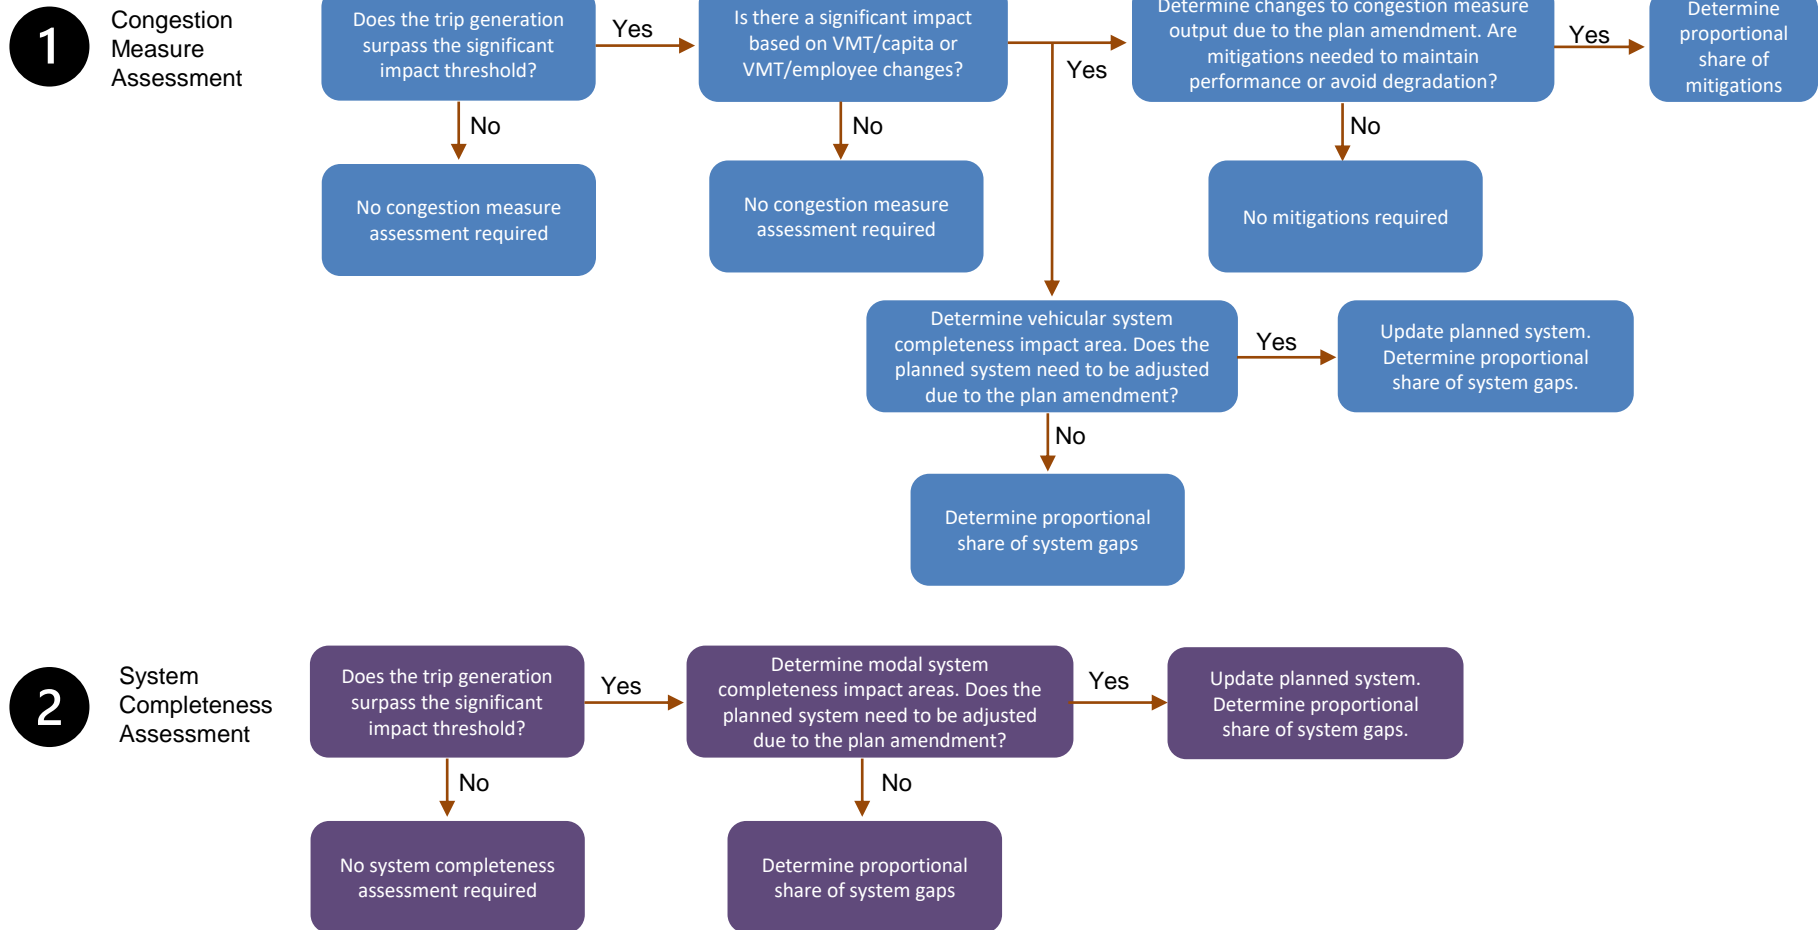 1
Congestion
Measure
Assessment
Does the trip generation
surpass the significant
impact threshold?
Yes
Is there a significant impact
based on VMT/capita or
VMT/employee changes?
Yes
Determine changes to congestion measure
output due to the plan amendment. Are
mitigations needed to maintain
performance or avoid degradation?
Yes
Determine
proportional
share of
mitigations
No
No
No
No congestion measure
assessment required
No congestion measure
assessment required
No mitigations required
Determine vehicular system
completeness impact area. Does the
planned system need to be adjusted
due to the plan amendment?
Yes
Update planned system.
Determine proportional
share of system gaps.
No
Determine proportional
share of system gaps
2
System
Completeness
Assessment
Does the trip generation
surpass the significant
impact threshold?
Yes
Determine modal system
completeness impact areas. Does the
planned system need to be adjusted
due to the plan amendment?
Yes
Update planned system.
Determine proportional
share of system gaps.
No
No
No system completeness
assessment required
Determine proportional
share of system gaps